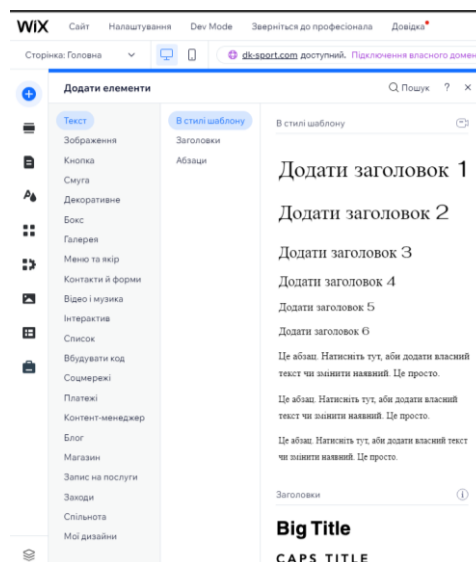 WiX Сайт Налаштування Dev Mode Зверніться до професіонала Довідка
Сторінка: Головна dk-sport.com доступний. Підключення власного домен
Додати елементи Пошук ? ×
Текст
Зображення
Кнопка
Смуга
Декоративне
Бокс
Галерея
Меню та якір
Контакти й форми
Відео і музика
Інтерактив
Список
Вбудувати код
Соцмережі
Платежі
Контент-менеджер
Блог
Магазин
Запис на послуги
Заходи
Спільнота
Мої дизайни
В стилі шаблону
Заголовки
Абзаци
В стилі шаблону
Додати заголовок 1
Додати заголовок 2
Додати заголовок 3
Додати заголовок 4
Додати заголовок 5
Додати заголовок 6
Це абзац. Натисніть тут, аби додати власний
текст чи змінити наявний. Це просто.
Це абзац. Натисніть тут, аби додати власний
текст чи змінити наявний. Це просто.
Це абзац. Натисніть тут, аби додати власний текст
чи змінити наявний. Це просто.
Заголовки
Big Title
CAPS TITLE